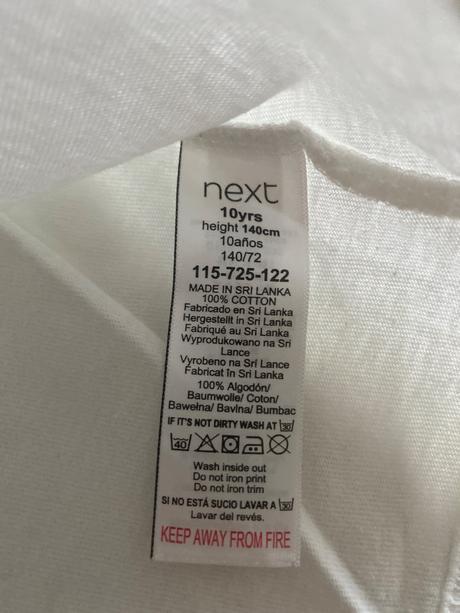 next
10yrs
height 140cm
10años
140/72
115-725-122
MADE IN SRI LANKA
100% COTTON
Fabricado en Sri Lanka
Hergestellt in Sri Lanka
Fabriqué au Sri Lanka
Wyprodukowano na Sri
Lance
Vyrobeno na Srí Lance
Fabricat în Sri Lanka
100% Algodón/
Baumwolle/ Coton/
Bawełna/ Bavlna/ Bumbac
IF IT'S NOT DIRTY WASH AT 30
40
Wash inside out
Do not iron print
Do not iron trim
SI NO ESTÁ SUCIO LAVAR A 30
Lavar del revés.
KEEP AWAY FROM FIRE